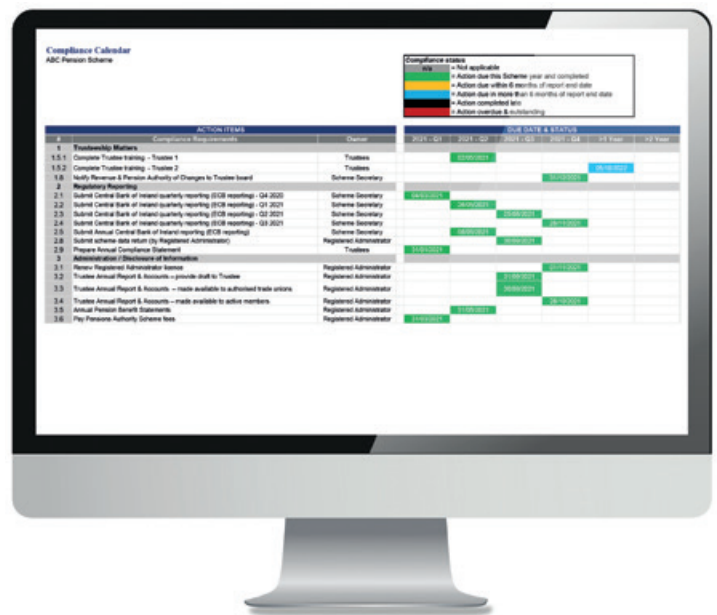 Compliance Calendar
ABC Pension Scheme
Compliance status
n/a = Not applicable
= Action due this Scheme year and completed
= Action due within 6 months of report end date
= Action due in more than 6 months of report end date
= Action completed late
= Action overdue & outstanding
ACTION ITEMS DUE DATE & STATUS
# Compliance Requirements Owner 2021 - Q1 2021 - Q2 2021 - Q3 2021 - Q4 >1 Year >2 Year
1 Trusteeship Matters
1.5.1 Complete Trustee training – Trustee 1 Trustees
1.5.2 Complete Trustee training – Trustee 2 Trustees
1.8 Notify Revenue & Pension Authority of Changes to Trustee board Scheme Secretary
2 Regulatory Reporting
2.1 Submit Central Bank of Ireland quarterly reporting (ECB reporting) - Q4 2020 Scheme Secretary
2.2 Submit Central Bank of Ireland quarterly reporting (ECB reporting) - Q1 2021 Scheme Secretary
2.3 Submit Central Bank of Ireland quarterly reporting (ECB reporting) - Q2 2021 Scheme Secretary
2.4 Submit Central Bank of Ireland quarterly reporting (ECB reporting) - Q3 2021 Scheme Secretary
2.5 Submit Annual Central Bank of Ireland reporting (ECB reporting) Scheme Secretary
2.8 Submit scheme data return (by Registered Administrator) Registered Administrator
2.9 Prepare Annual Compliance Statement Trustees
3 Administration / Disclosure of Information
3.1 Renew Registered Administrator licence Registered Administrator
3.2 Trustee Annual Report & Accounts – provide draft to Trustee Registered Administrator
3.3 Trustee Annual Report & Accounts – made available to authorised trade unions Registered Administrator
3.4 Trustee Annual Report & Accounts – made available to active members Registered Administrator
3.5 Annual Pension Benefit Statements Registered Administrator
3.6 Pay Pensions Authority Scheme fees Registered Administrator